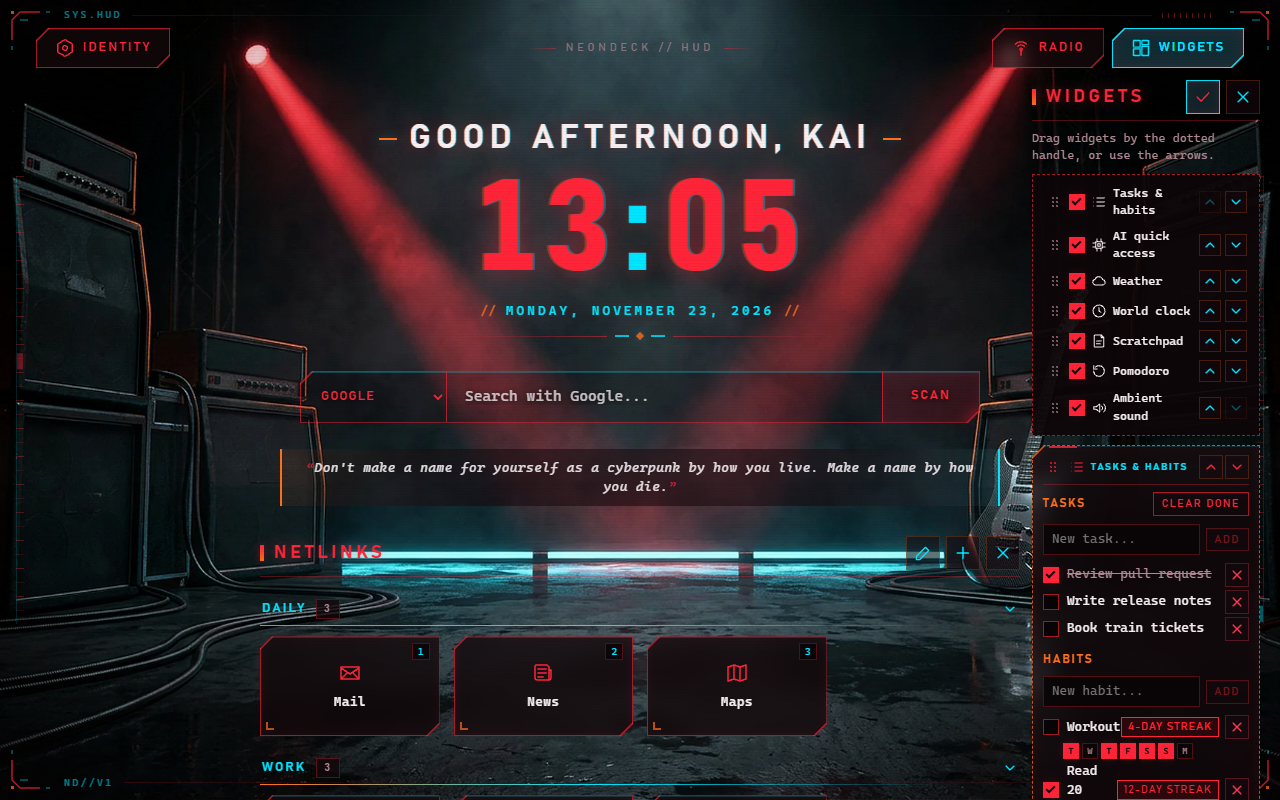 SYS.HUD
IDENTITY
NEONDECK // HUD
RADIO
WIDGETS
GOOD AFTERNOON, KAI
13:05
// MONDAY, NOVEMBER 23, 2026 //
GOOGLE
Search with Google...
SCAN
“Don't make a name for yourself as a cyberpunk by how you live. Make a name by how
you die.”
NETLINKS
DAILY 3
1
Mail
2
News
3
Maps
WORK 3
ND//V1
WIDGETS
Drag widgets by the dotted
handle, or use the arrows.
Tasks &
habits
AI quick
access
Weather
World clock
Scratchpad
Pomodoro
Ambient
sound
TASKS & HABITS
TASKS
CLEAR DONE
New task...
ADD
Review pull request
Write release notes
Book train tickets
HABITS
New habit...
ADD
Workout 4-DAY STREAK
T W T F S S M
Read
20 12-DAY STREAK